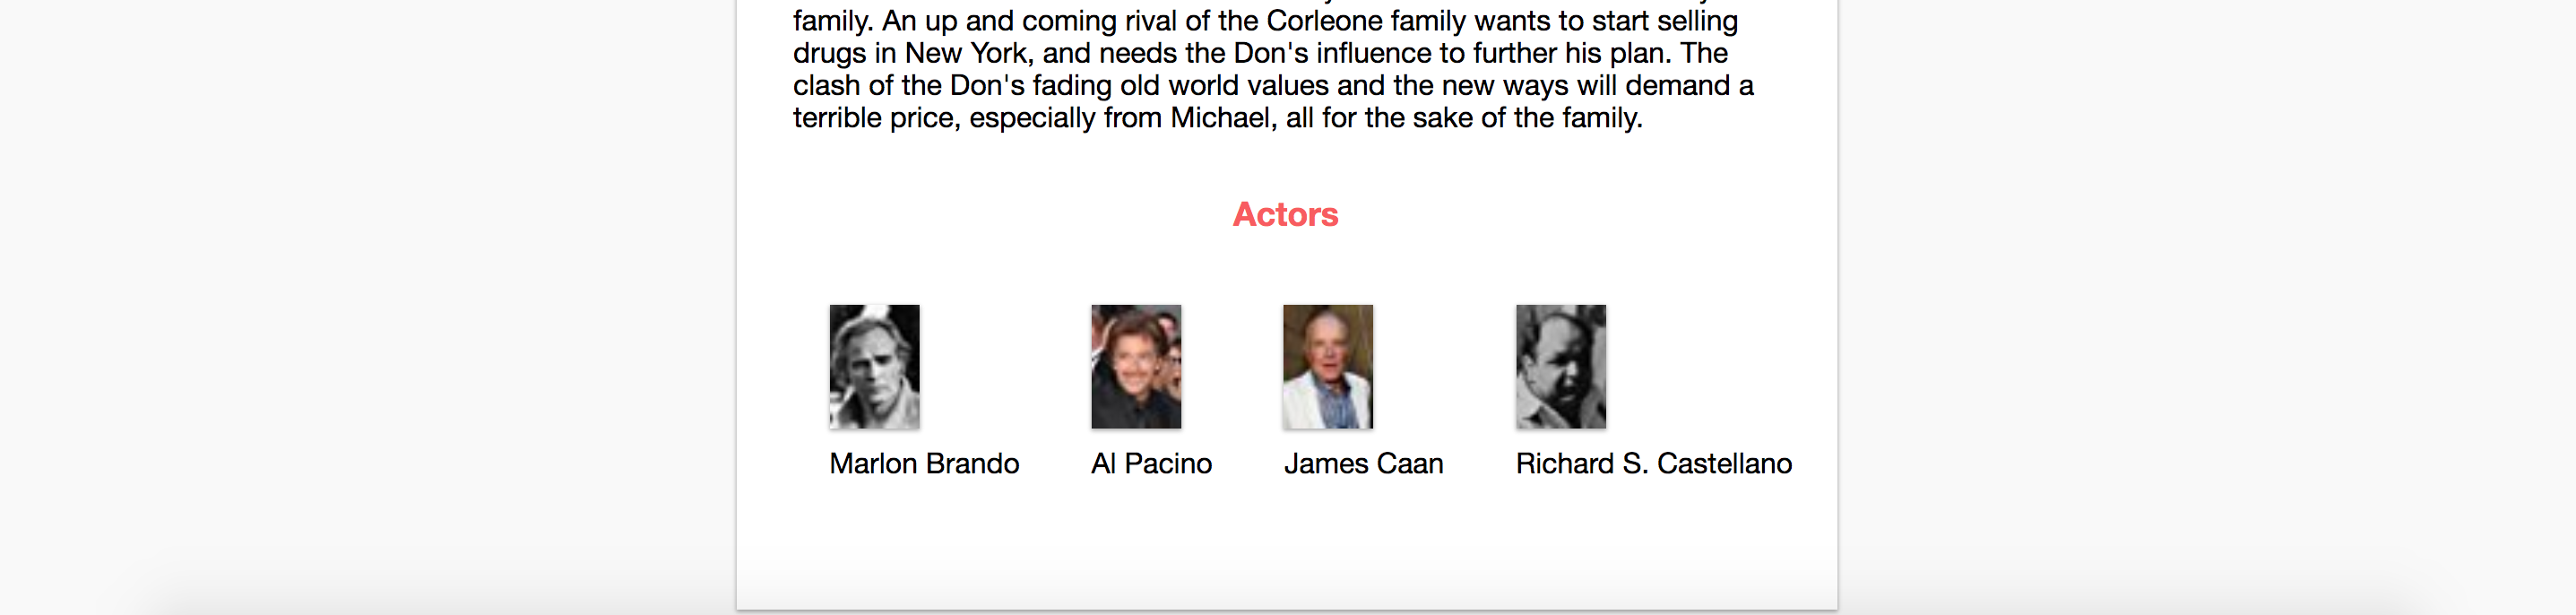 family. An up and coming rival of the Corleone family wants to start selling
drugs in New York, and needs the Don's influence to further his plan. The
clash of the Don's fading old world values and the new ways will demand a
terrible price, especially from Michael, all for the sake of the family.
Actors
Marlon Brando Al Pacino James Caan Richard S. Castellano